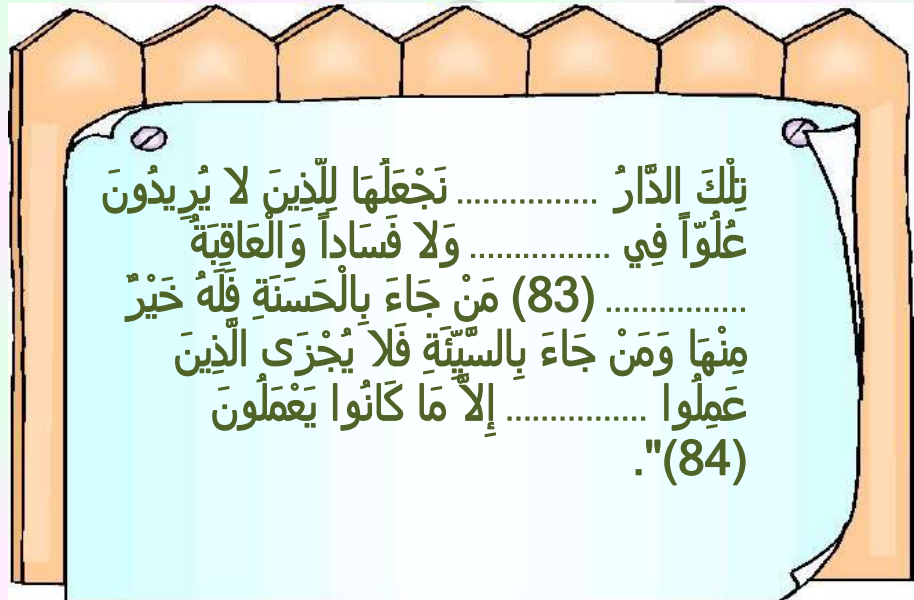 تِلْكَ الدَّارُ ................ نَجْعَلُهَا لِلَّذِينَ لا يُرِيدُونَ
عُلُوّاً فِي ................ وَلا فَسَاداً وَالْعَاقِبَةُ
................ (83) مَنْ جَاءَ بِالْحَسَنَةِ فَلَهُ خَيْرٌ
مِنْهَا وَمَنْ جَاءَ بِالسَّيِّئَةِ فَلا يُجْزَى الَّذِينَ
عَمِلُوا ................ إِلاَّ مَا كَانُوا يَعْمَلُونَ
(84)".